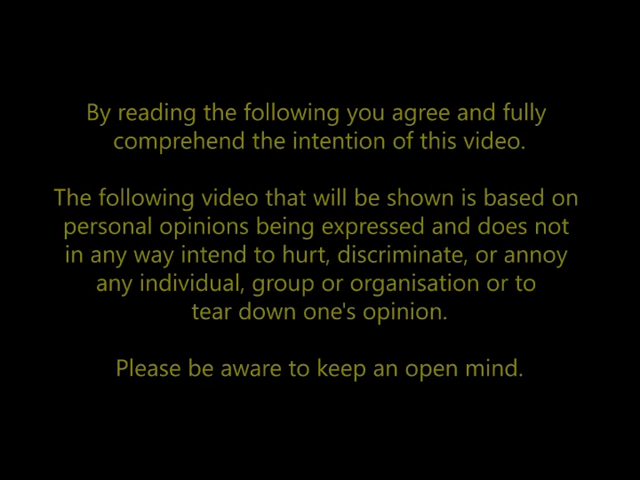 By reading the following you agree and fully
comprehend the intention of this video.
The following video that will be shown is based on
personal opinions being expressed and does not
in any way intend to hurt, discriminate, or annoy
any individual, group or organisation or to
tear down one's opinion.
Please be aware to keep an open mind.